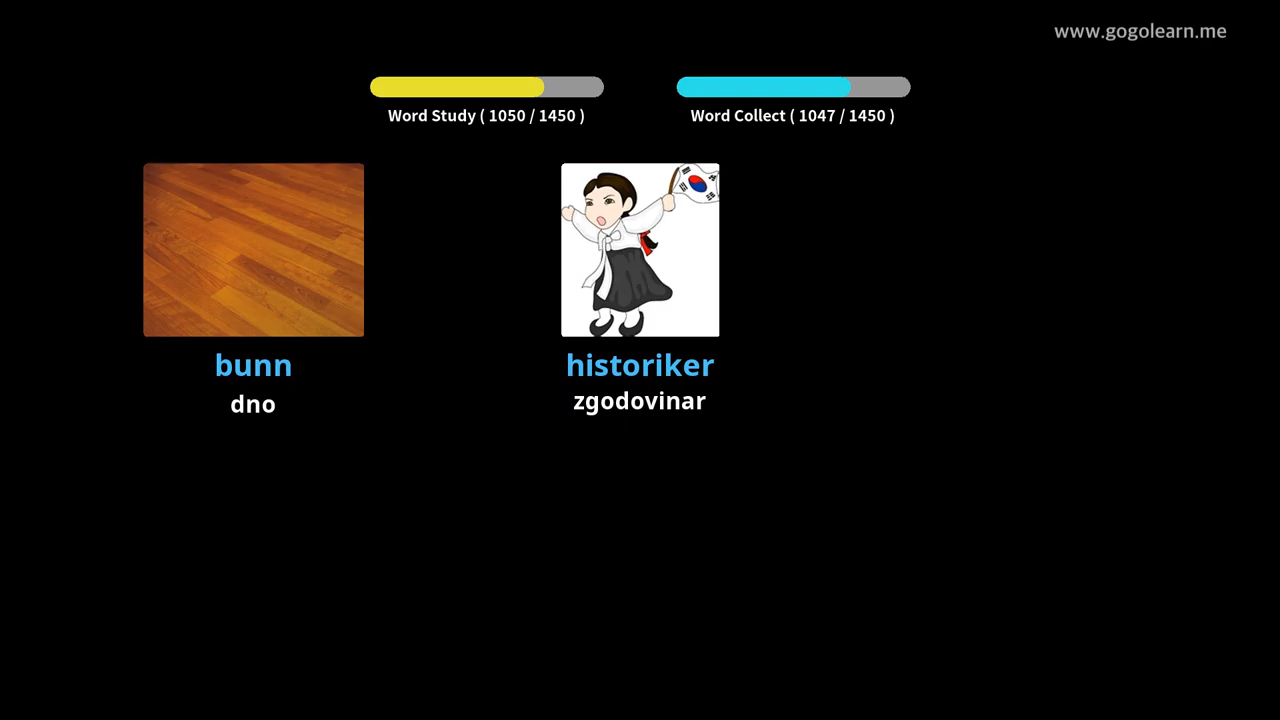 www.gogolearn.me
Word Study ( 1050 / 1450 )
Word Collect ( 1047 / 1450 )
bunn
dno
historiker
zgodovinar